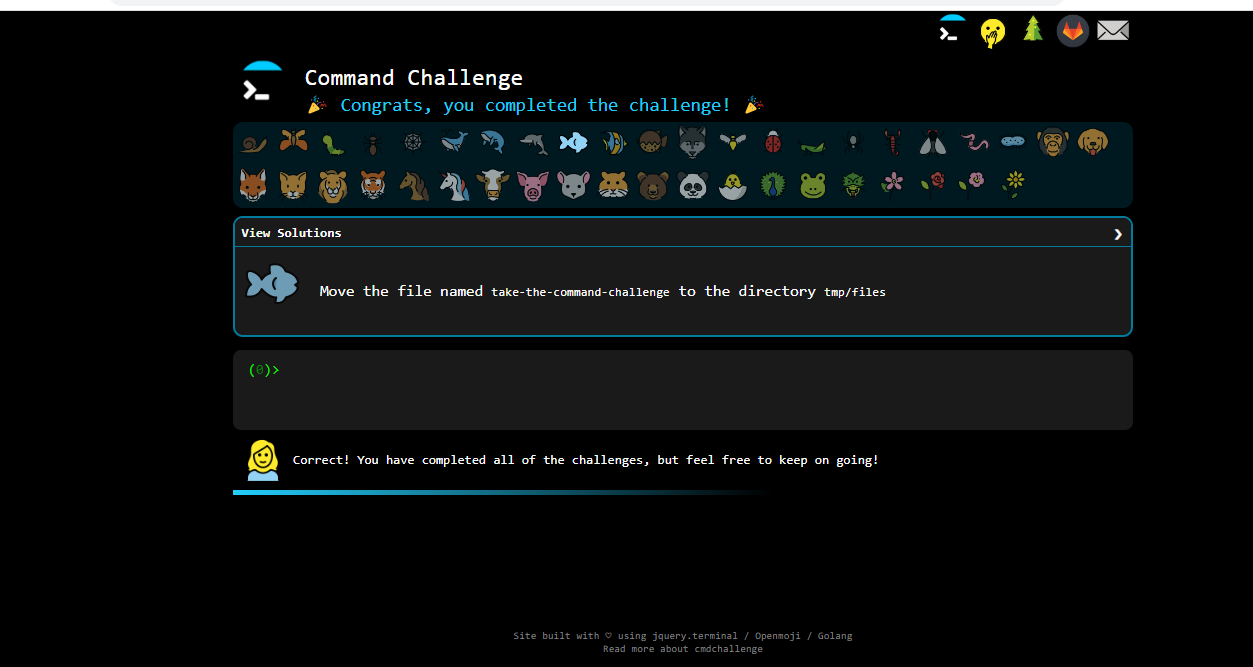 Command Challenge
🎉 Congrats, you completed the challenge! 🎉
View Solutions ❯
Move the file named take-the-command-challenge to the directory tmp/files
(0)>
Correct! You have completed all of the challenges, but feel free to keep on going!
Site built with ♡ using jquery.terminal / Openmoji / Golang
Read more about cmdchallenge